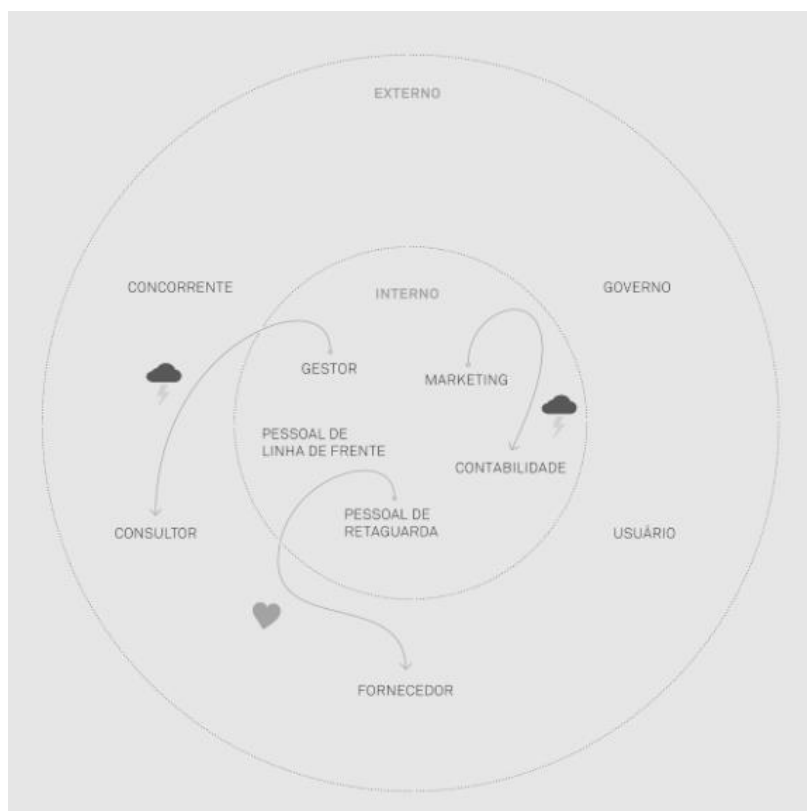 EXTERNO
CONCORRENTE
GOVERNO
INTERNO
GESTOR
MARKETING
PESSOAL DE
LINHA DE FRENTE
CONTABILIDADE
PESSOAL DE
RETAGUARDA
CONSULTOR
USUÁRIO
FORNECEDOR